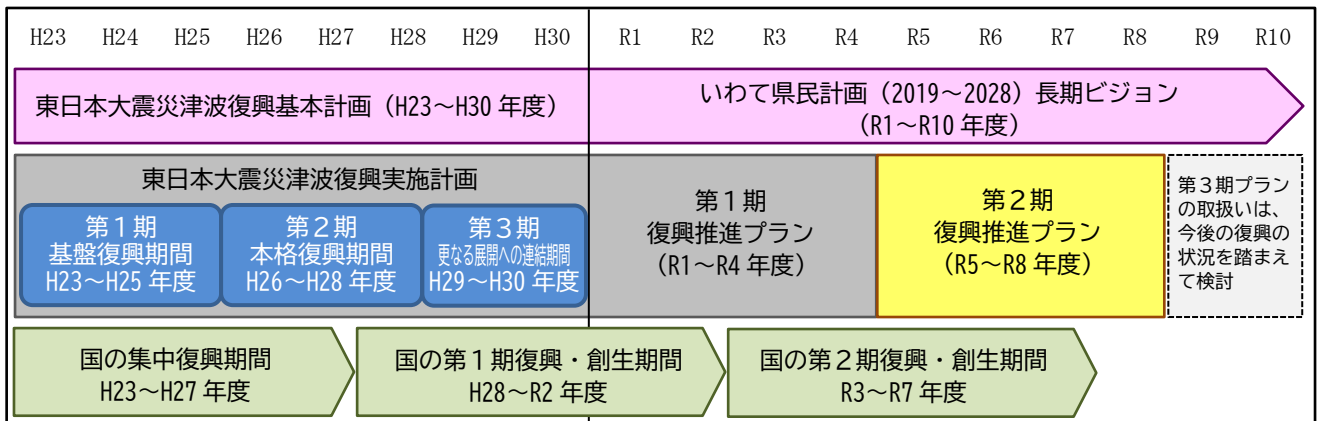 H23 H24 H25 H26 H27 H28 H29 H30 R1 R2 R3 R4 R5 R6 R7 R8 R9 R10
東日本大震災津波復興基本計画（H23～H30 年度）
いわて県民計画（2019～2028）長期ビジョン
（R1～R10 年度）
東日本大震災津波復興実施計画
第１期
基盤復興期間
H23～H25 年度
第２期
本格復興期間
H26～H28 年度
第３期
更なる展開への連結期間
H29～H30 年度
第１期
復興推進プラン
（R1～R4 年度）
第２期
復興推進プラン
（R5～R8 年度）
第３期プラン
の取扱いは、
今後の復興の
状況を踏まえ
て検討
国の集中復興期間
H23～H27 年度
国の第１期復興・創生期間
H28～R2 年度
国の第２期復興・創生期間
R3～R7 年度